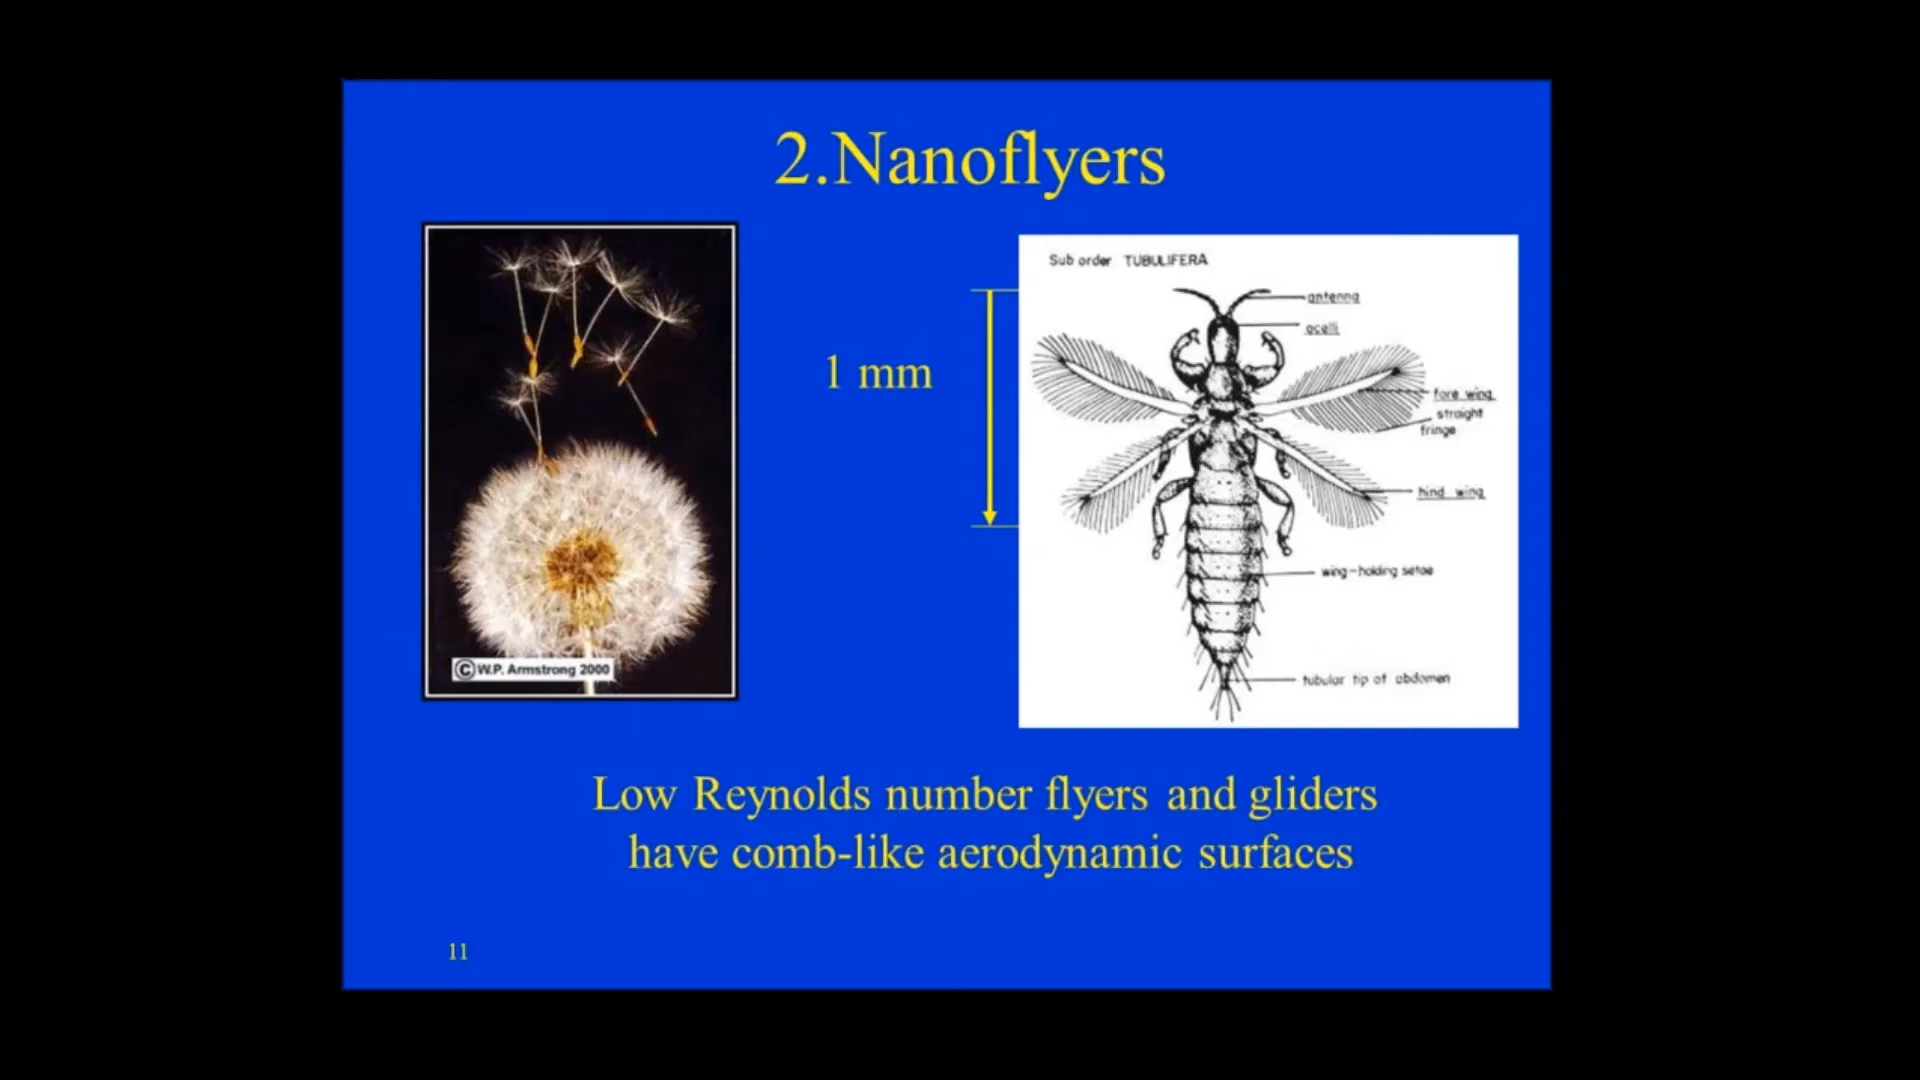 2.Nanoflyers
©W.P. Armstrong 2000
1 mm
Sub order TUBULIFERA
antenna
ocelli
fore wing
straight
fringe
hind wing
wing-holding setae
tubular tip of abdomen
Low Reynolds number flyers and gliders
have comb-like aerodynamic surfaces
11